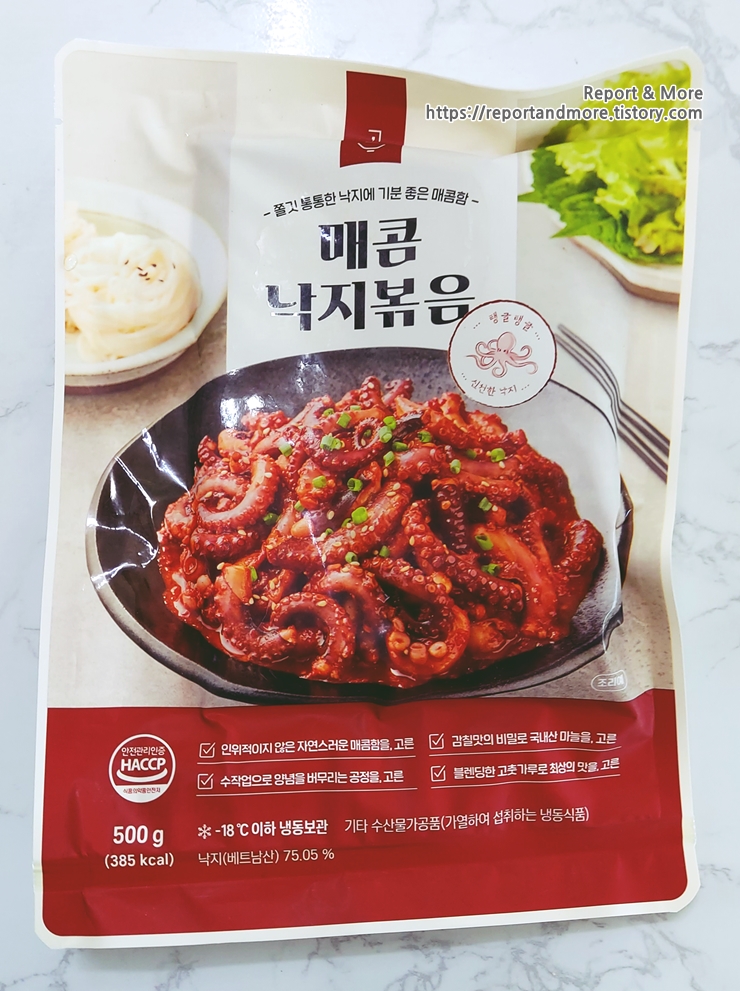 Report & More
https://reportandmore.tistory.com
- 쫄깃 통통한 낙지에 기분 좋은 매콤함 -
매콤
낙지볶음
... 탱글탱글 ...
... 신선한 낙지 ...
조리예
안전관리인증
HACCP
식품의약품안전처
인위적이지 않은 자연스러운 매콤함을, 고른
감칠맛의 비밀로 국내산 마늘을, 고른
수작업으로 양념을 버무리는 공정을, 고른
블렌딩한 고춧가루로 최상의 맛을, 고른
500 g
(385 kcal)
-18 ℃ 이하 냉동보관
기타 수산물가공품(가열하여 섭취하는 냉동식품)
낙지(베트남산) 75.05 %